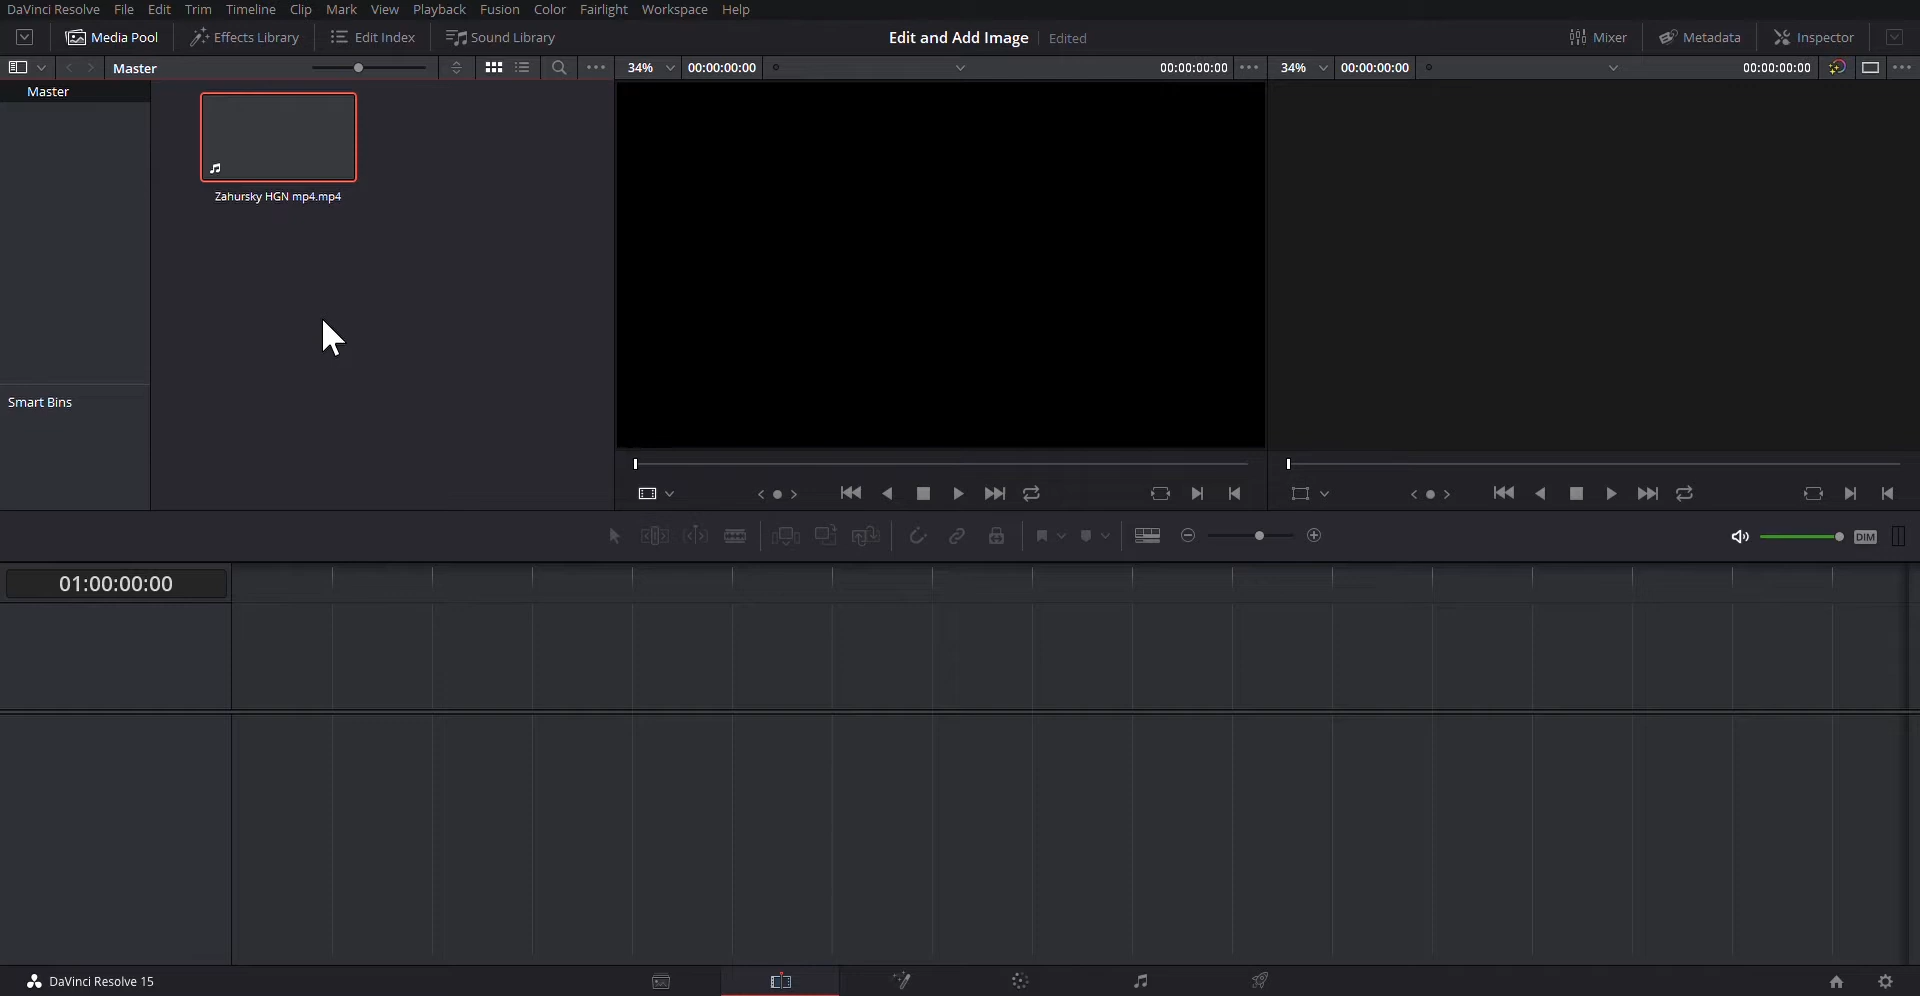 DaVinci Resolve File Edit Trim Timeline Clip Mark View Playback Fusion Color Fairlight Workspace Help
Media Pool Effects Library Edit Index Sound Library Edit and Add Image Edited Mixer Metadata Inspector
Master 34% 00:00:00:00 00:00:00:00 34% 00:00:00:00 00:00:00:00
Master
Zahursky HGN mp4.mp4
Smart Bins
DIM
01:00:00:00
DaVinci Resolve 15